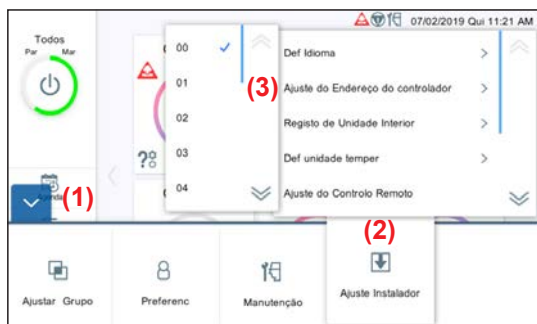 Todos
Par Mar
07/02/2019 Qui 11:21 AM
00
01
02
03
04
(3)
Def Idioma
Ajuste do Endereço do controlador
Registo de Unidade Interior
Def unidade temper
Ajuste do Controlo Remoto
(1)
(2)
Ajustar Grupo
Preferenc
Manutenção
Ajuste Instalador